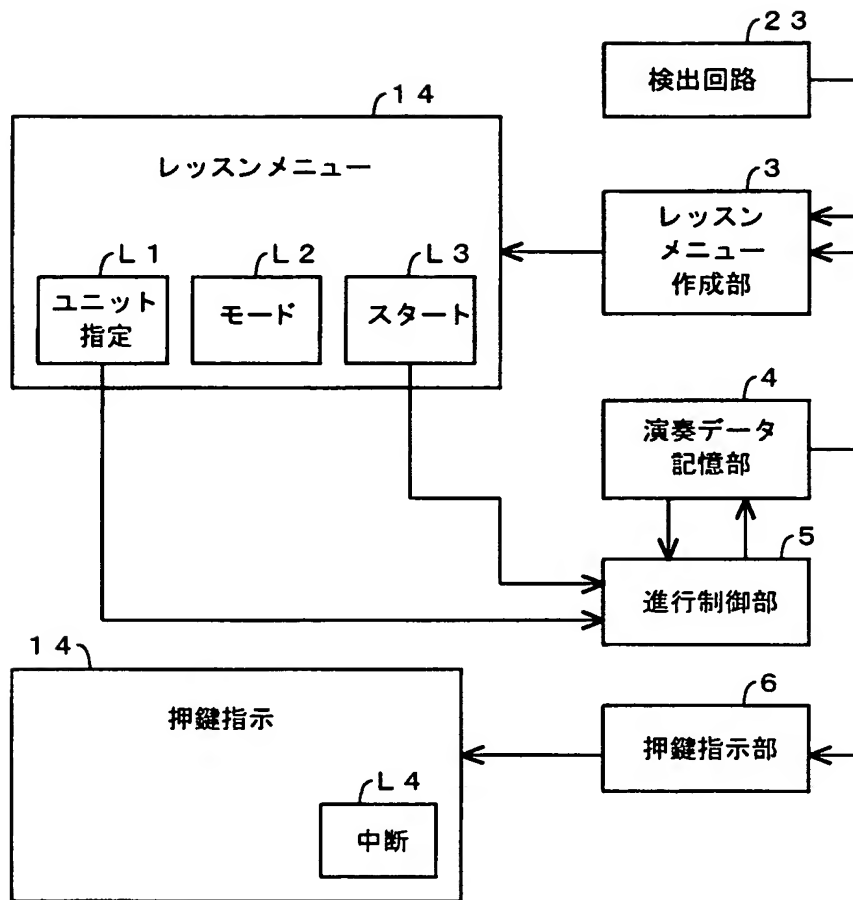 ２３
検出回路
１４
レッスンメニュー
３
レッスン
メニュー
作成部
Ｌ１
ユニット
指定
Ｌ２
モード
Ｌ３
スタート
４
演奏データ
記憶部
５
進行制御部
１４
押鍵指示
６
押鍵指示部
Ｌ４
中断